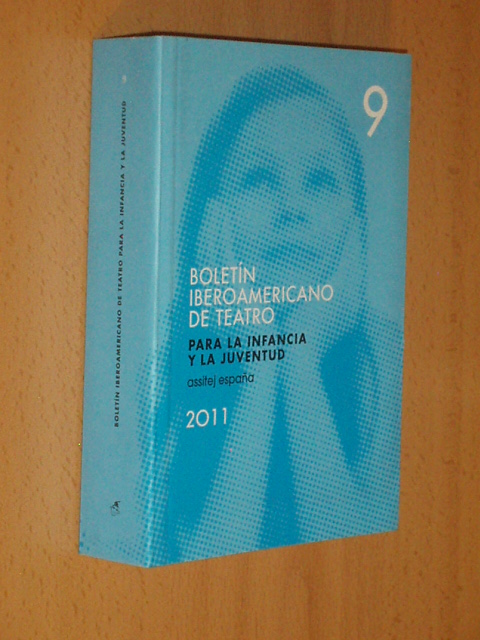 9
BOLETÍN
IBEROAMERICANO
DE TEATRO
PARA LA INFANCIA
Y LA JUVENTUD
assitej españa
2011
9
BOLETÍN IBEROAMERICANO DE TEATRO PARA LA INFANCIA Y LA JUVENTUD